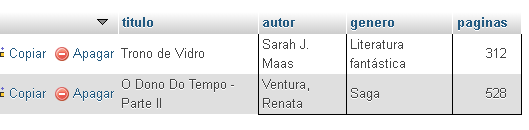 titulo autor genero paginas
Copiar Apagar Trono de Vidro Sarah J. Maas Literatura fantástica 312
Copiar Apagar O Dono Do Tempo - Parte II Ventura, Renata Saga 528